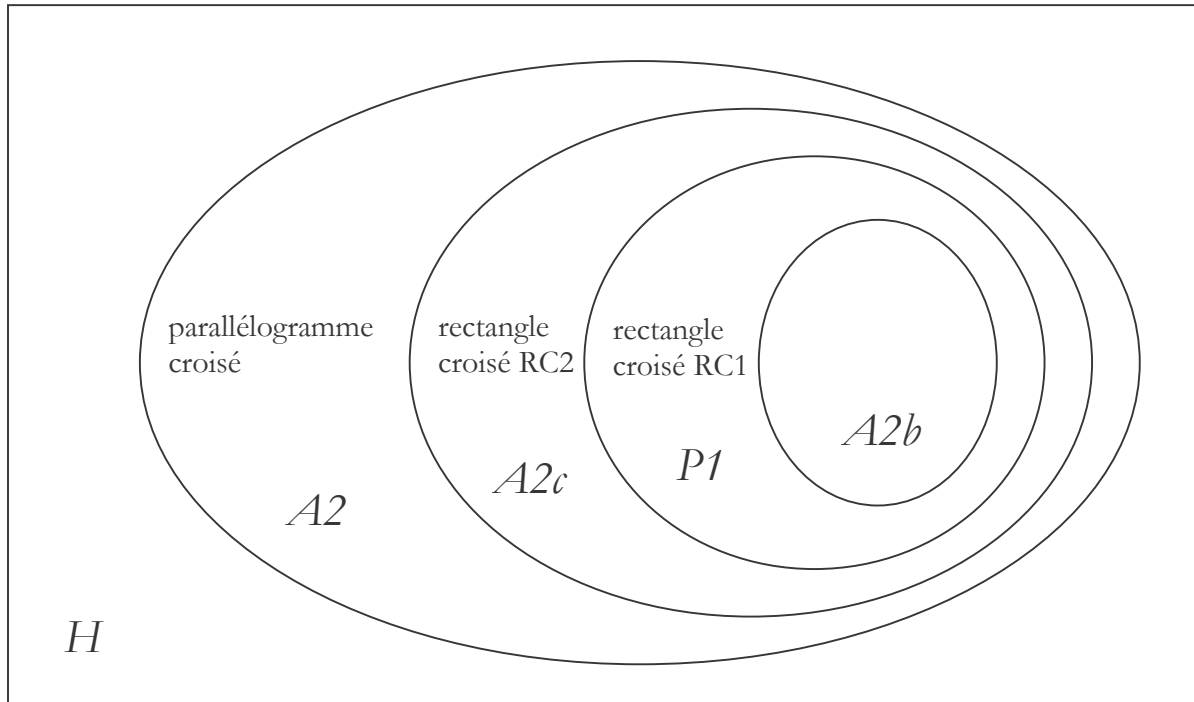 parallélogramme
croisé
rectangle
croisé RC2
rectangle
croisé RC1
A2b
P1
A2c
A2
H